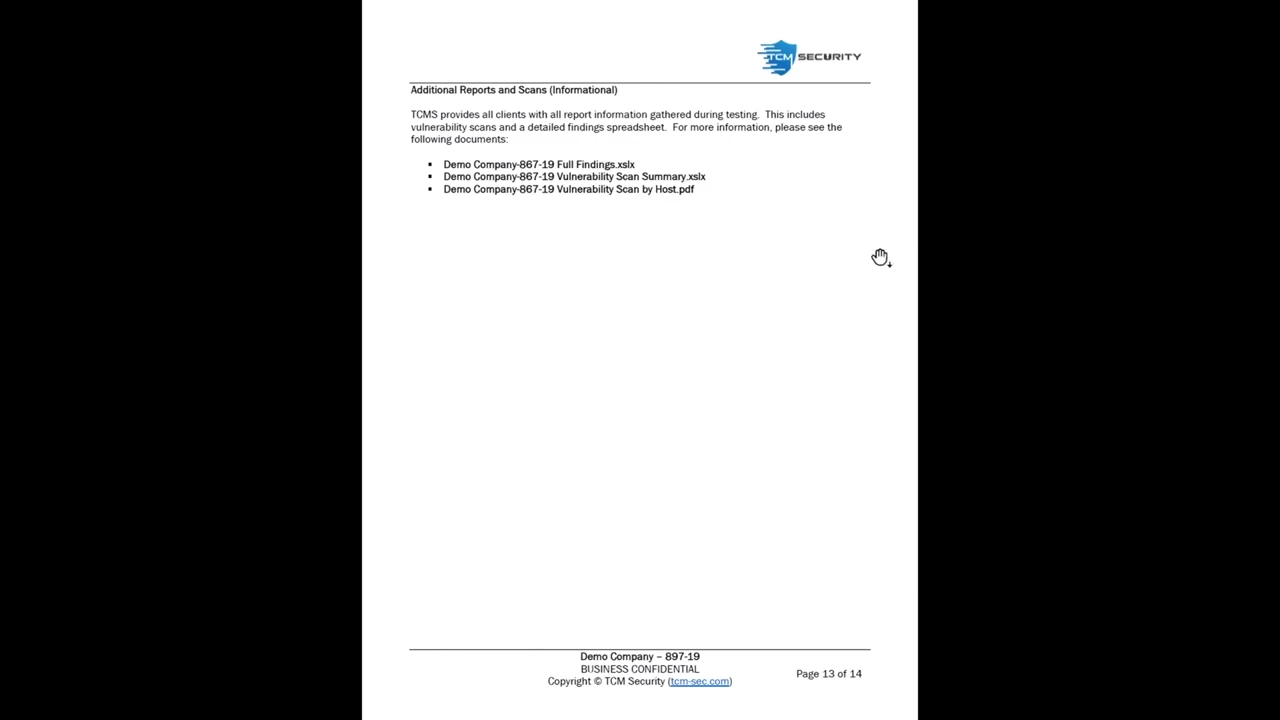 TCM SECURITY
Additional Reports and Scans (Informational)
TCMS provides all clients with all report information gathered during testing. This includes
vulnerability scans and a detailed findings spreadsheet. For more information, please see the
following documents:
▪ Demo Company-867-19 Full Findings.xslx
▪ Demo Company-867-19 Vulnerability Scan Summary.xslx
▪ Demo Company-867-19 Vulnerability Scan by Host.pdf
Demo Company – 897-19
BUSINESS CONFIDENTIAL
Copyright © TCM Security (tcm-sec.com)
Page 13 of 14